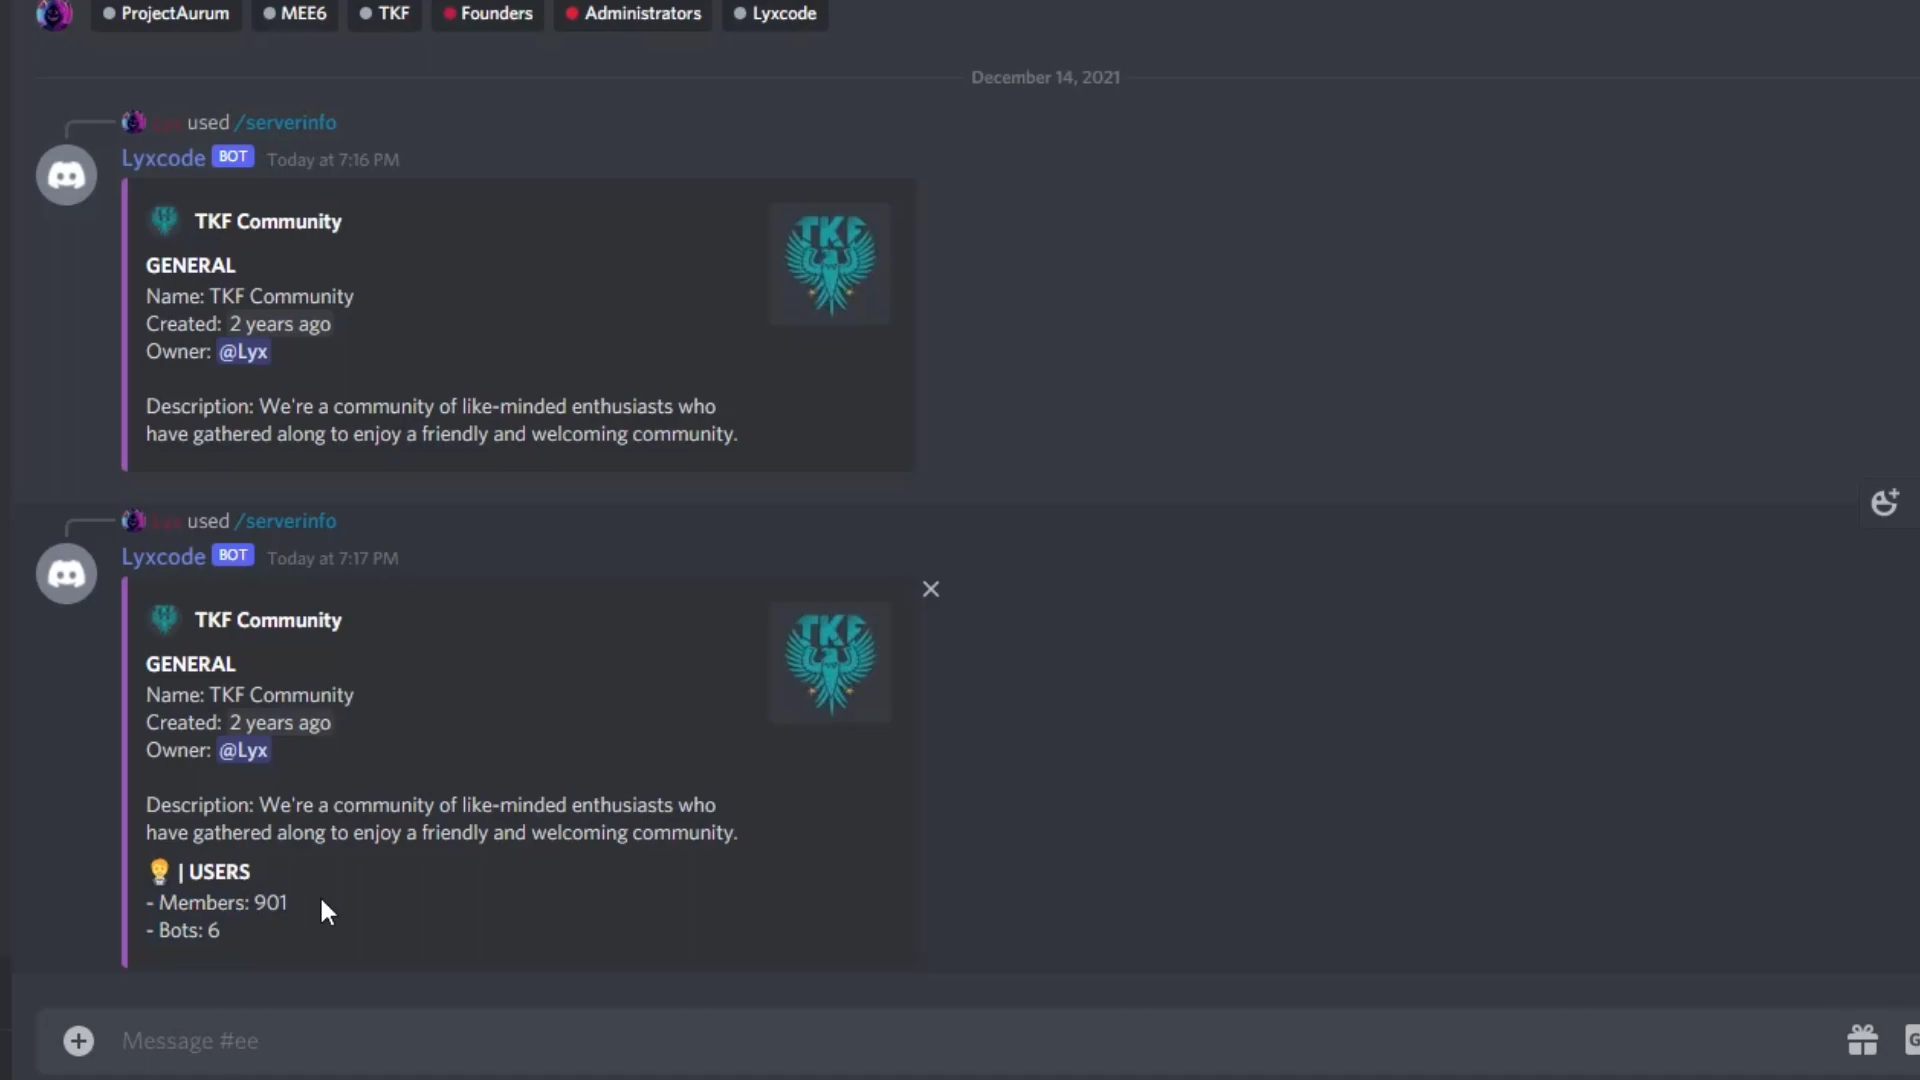 ProjectAurum MEE6 TKF Founders Administrators Lyxcode
December 14, 2021
Lyx used /serverinfo
Lyxcode BOT Today at 7:16 PM
TKF Community
TKF
GENERAL
Name: TKF Community
Created: 2 years ago
Owner: @Lyx
Description: We're a community of like-minded enthusiasts who
have gathered along to enjoy a friendly and welcoming community.
Lyx used /serverinfo
Lyxcode BOT Today at 7:17 PM
TKF Community
TKF
GENERAL
Name: TKF Community
Created: 2 years ago
Owner: @Lyx
Description: We're a community of like-minded enthusiasts who
have gathered along to enjoy a friendly and welcoming community.
| USERS
- Members: 901
- Bots: 6
Message #ee